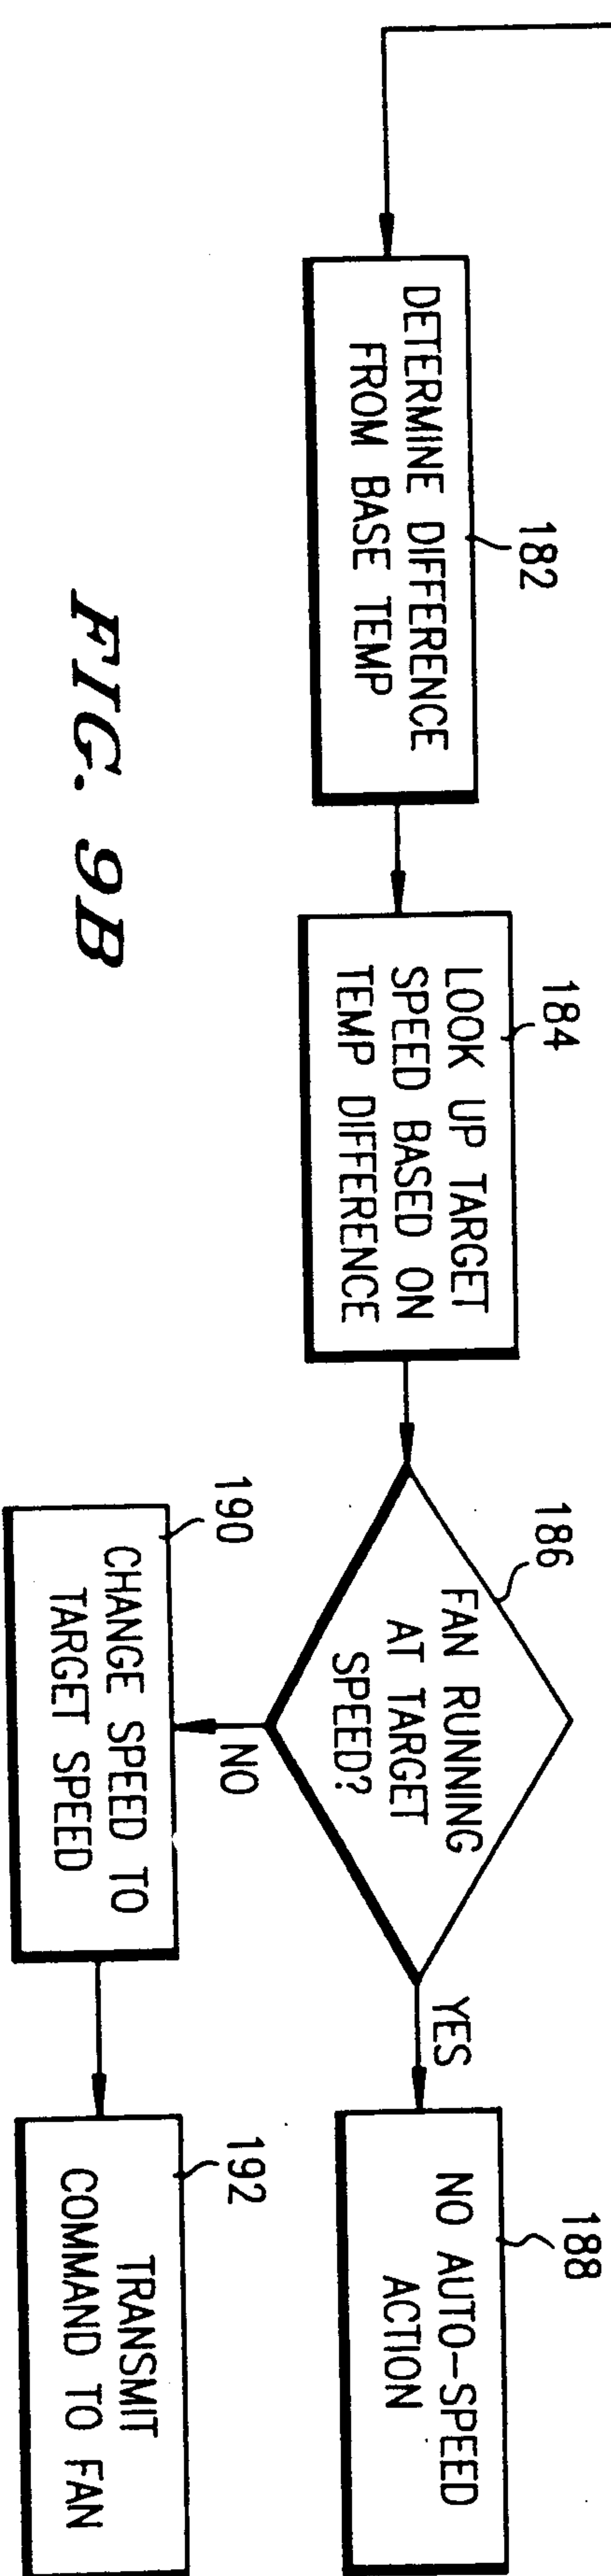 182
DETERMINE DIFFERENCE
FROM BASE TEMP
184
LOOK UP TARGET
SPEED BASED ON
TEMP DIFFERENCE
186
FAN RUNNING
AT TARGET
SPEED?
YES
188
NO AUTO-SPEED
ACTION
NO
190
CHANGE SPEED TO
TARGET SPEED
192
TRANSMIT
COMMAND TO FAN
FIG. 9B